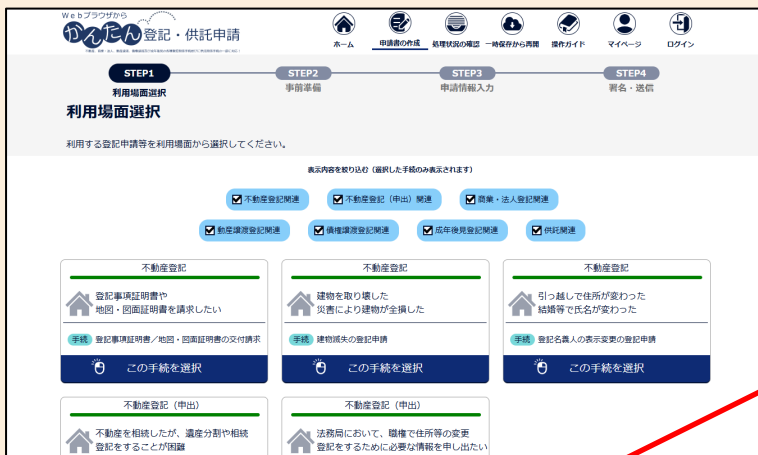 Webブラウザから
かんたん登記・供託申請
ホーム
申請書の作成
処理状況の確認
一時保存から再開
操作ガイド
マイページ
ログイン
STEP1
利用場面選択
STEP2
事前準備
STEP3
申請情報入力
STEP4
署名・送信
利用場面選択
利用する登記申請等を利用場面から選択してください。
表示内容を絞り込む（選択した手続のみ表示されます）
不動産登記関連
不動産登記（申出）関連
商業・法人登記関連
動産譲渡登記関連
債権譲渡登記関連
成年後見登記関連
供託関連
不動産登記
登記事項証明書や
地図・図面証明書を請求したい
手続 登記事項証明書／地図・図面証明書の交付請求
この手続を選択
不動産登記
建物を取り壊した
災害により建物が全損した
手続 建物滅失の登記申請
この手続を選択
不動産登記
引っ越しで住所が変わった
結婚等で氏名が変わった
手続 登記名義人の表示変更の登記申請
この手続を選択
不動産登記（申出）
不動産を相続したが、遺産分割や相続
登記をすることが困難
不動産登記（申出）
法務局において、職権で住所等の変更
登記をするために必要な情報を申し出たい